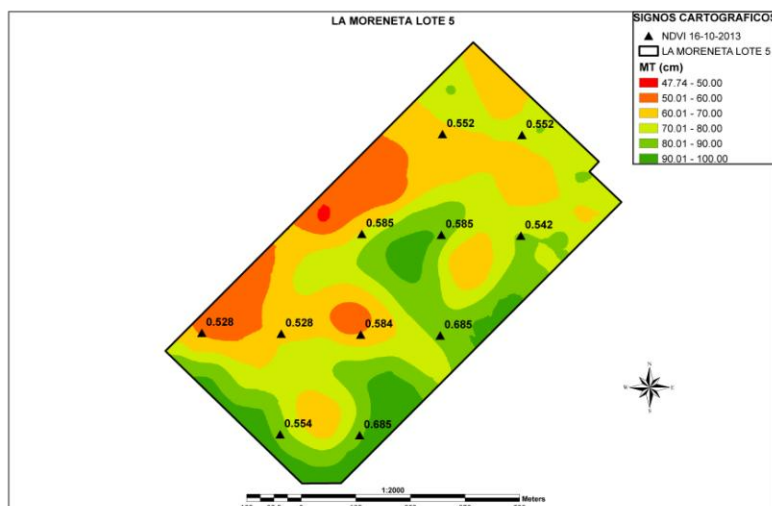 LA MORENETA LOTE 5
SIGNOS CARTOGRAFICOS
NDVI 16-10-2013
LA MORENETA LOTE 5
MT (cm)
47.74 - 50.00
50.01 - 60.00
60.01 - 70.00
70.01 - 80.00
80.01 - 90.00
90.01 - 100.00
0.552 0.552
0.585 0.585 0.542
0.528 0.528 0.584 0.685
0.554 0.685
N
W E
S
1:2000
Meters